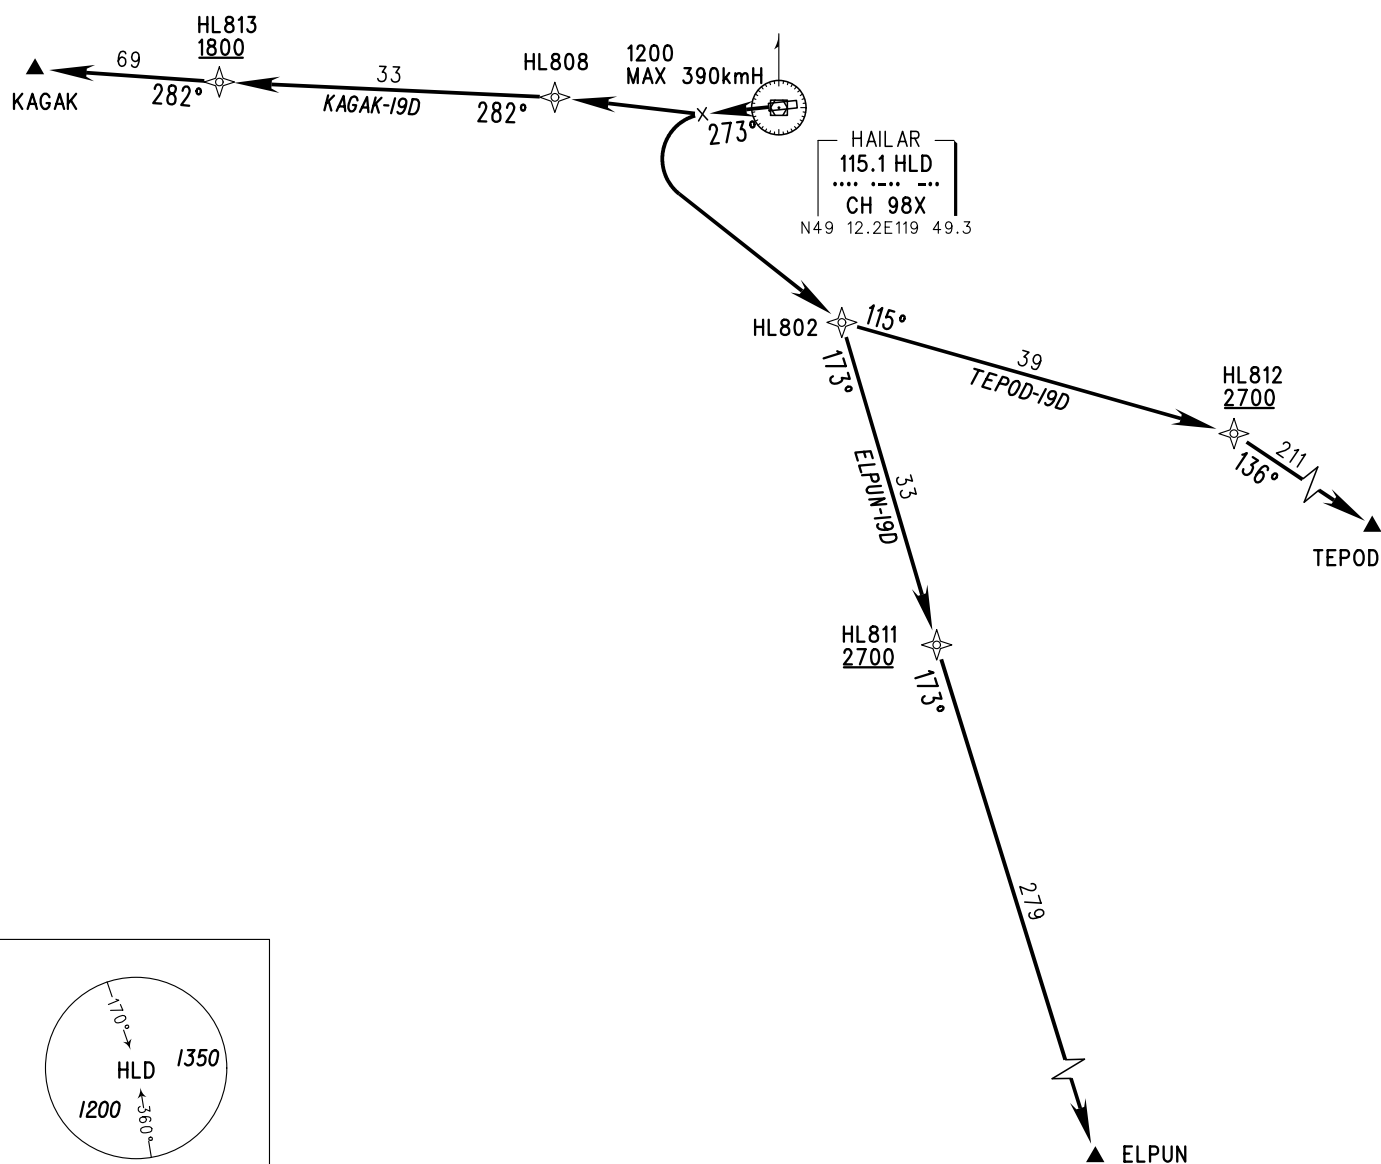 HL813
1800
69
KAGAK
282°
33
KAGAK-19D
HL808
282°
1200
MAX 390kmH
273°
HAILAR
115.1 HLD
.... .-.. -..
CH 98X
N49 12.2E119 49.3
HL802
115°
173°
39
TEPOD-19D
HL812
2700
211
136°
TEPOD
33
ELPUN-19D
HL811
2700
173°
279
ELPUN
170°
HLD
1350
1200
360°